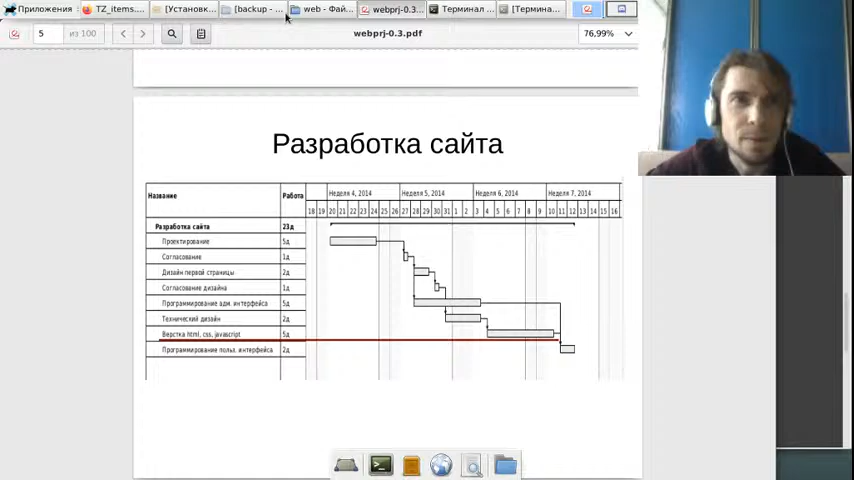 Приложения TZ_items.... [Установк... [backup - ... web - Фай... webprj-0.3... Терминал ... [Термина...
5 из 100 webprj-0.3.pdf 76,99%
Разработка сайта
Название Работа Неделя 4, 2014 Неделя 5, 2014 Неделя 6, 2014 Неделя 7, 2014
18 19 20 21 22 23 24 25 26 27 28 29 30 31 1 2 3 4 5 6 7 8 9 10 11 12 13 14 15 16
Разработка сайта 23д
Проектирование 5д
Согласование 1д
Дизайн первой страницы 2д
Согласование дизайна 1д
Программирование адм. интерфейса 5д
Технический дизайн 2д
Верстка html, css, javascript 5д
Программирование польз. интерфейса 2д